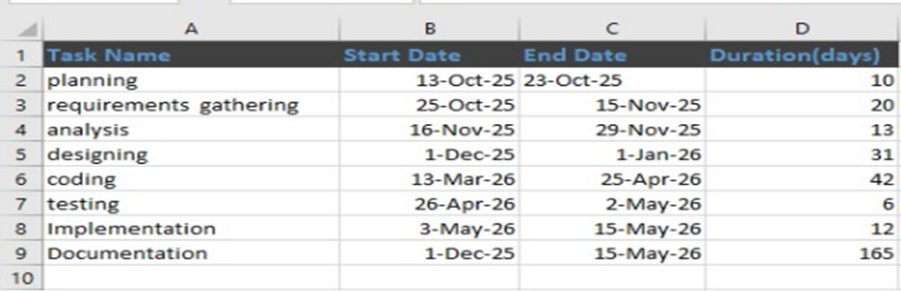 A B C D
1 Task Name Start Date End Date Duration(days)
2 planning 13-Oct-25 23-Oct-25 10
3 requirements gathering 25-Oct-25 15-Nov-25 20
4 analysis 16-Nov-25 29-Nov-25 13
5 designing 1-Dec-25 1-Jan-26 31
6 coding 13-Mar-26 25-Apr-26 42
7 testing 26-Apr-26 2-May-26 6
8 Implementation 3-May-26 15-May-26 12
9 Documentation 1-Dec-25 15-May-26 165
10